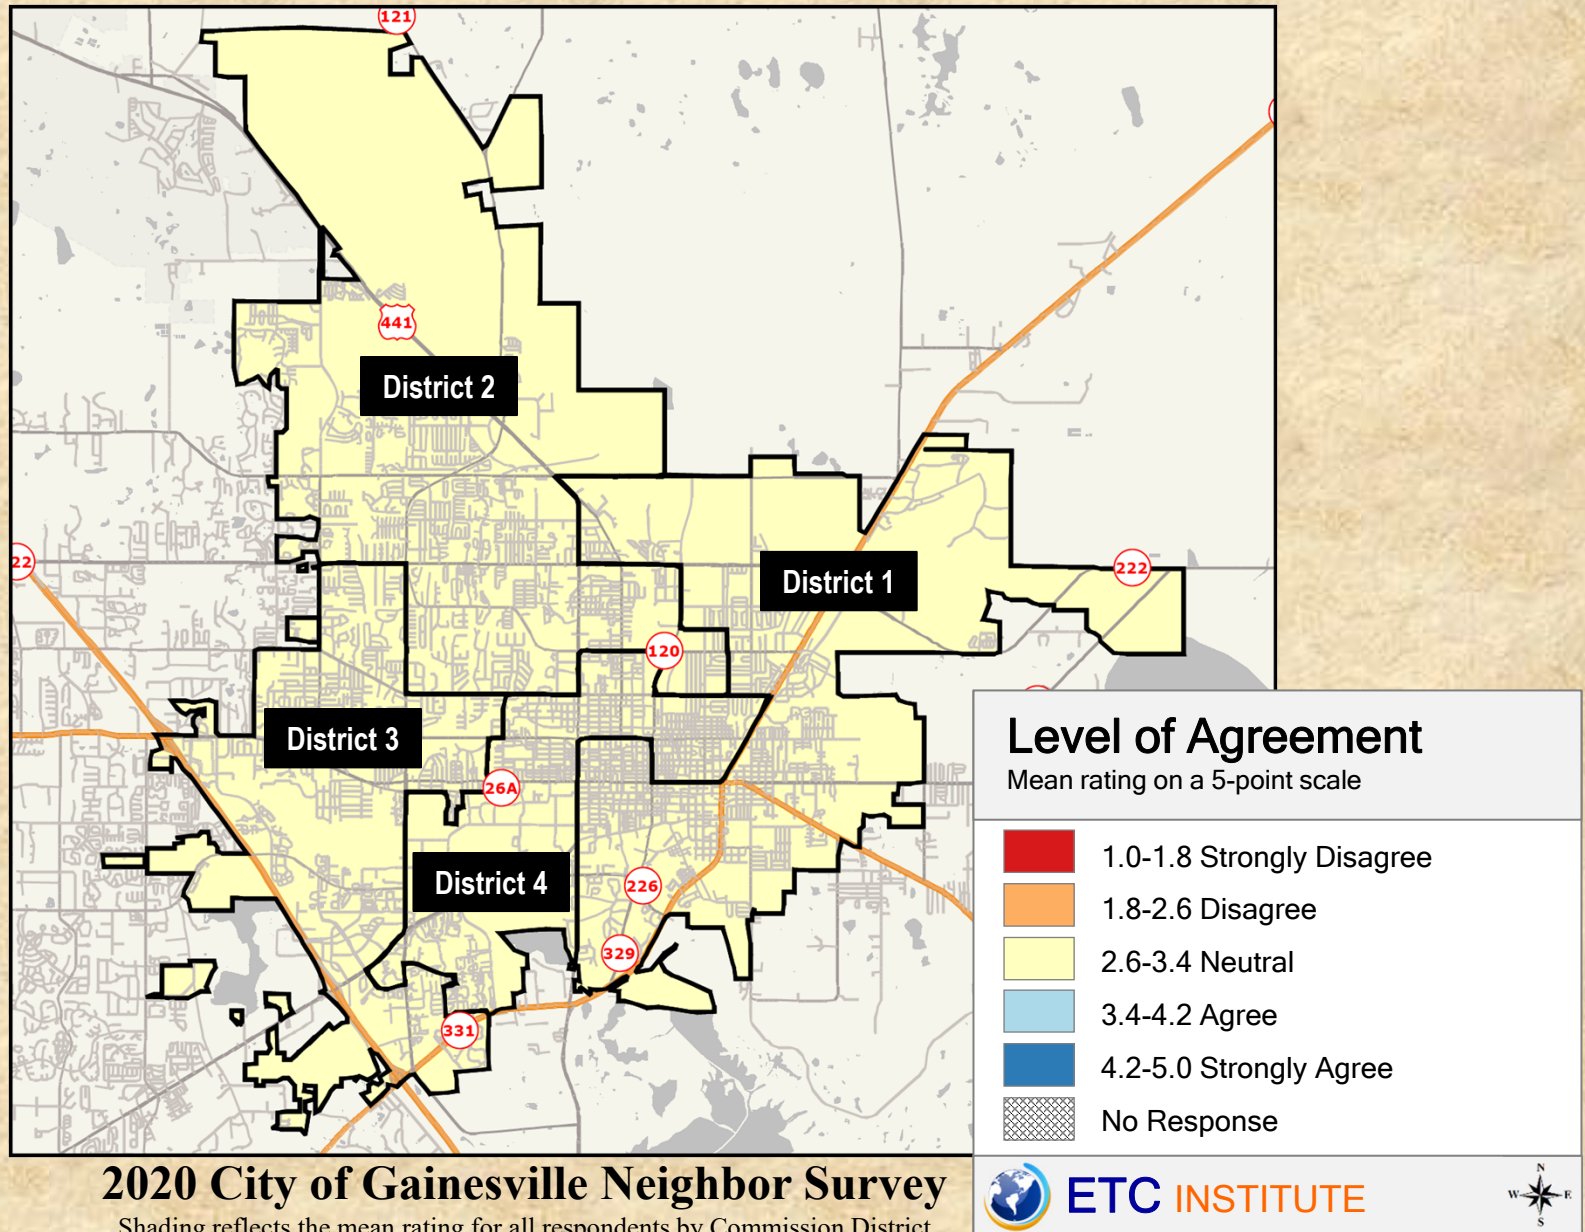 121
441
District 2
22
District 1
222
120
District 3
26A
District 4
226
329
331
Level of Agreement
Mean rating on a 5-point scale
1.0-1.8 Strongly Disagree
1.8-2.6 Disagree
2.6-3.4 Neutral
3.4-4.2 Agree
4.2-5.0 Strongly Agree
No Response
2020 City of Gainesville Neighbor Survey
Shading reflects the mean rating for all respondents by Commission District
ETC INSTITUTE
N
W E
S